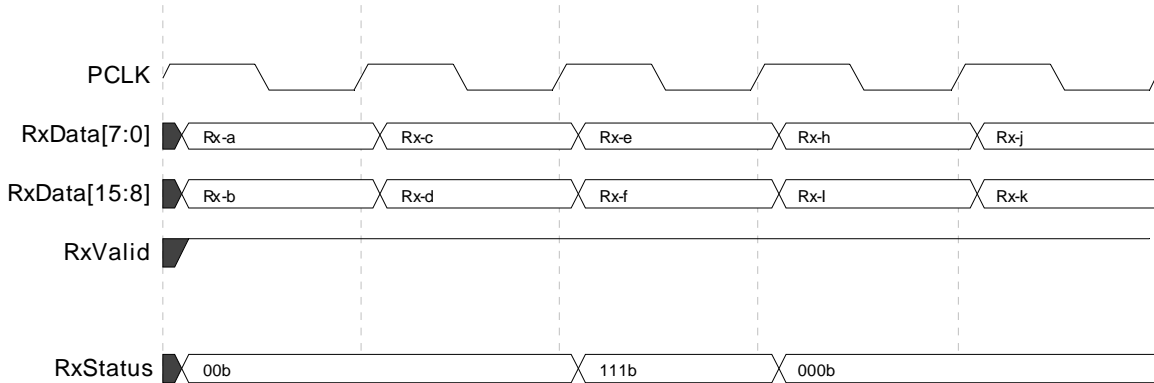 PCLK
RxData[7:0] Rx-a Rx-c Rx-e Rx-h Rx-j
RxData[15:8] Rx-b Rx-d Rx-f Rx-l Rx-k
RxValid
RxStatus 00b 111b 000b